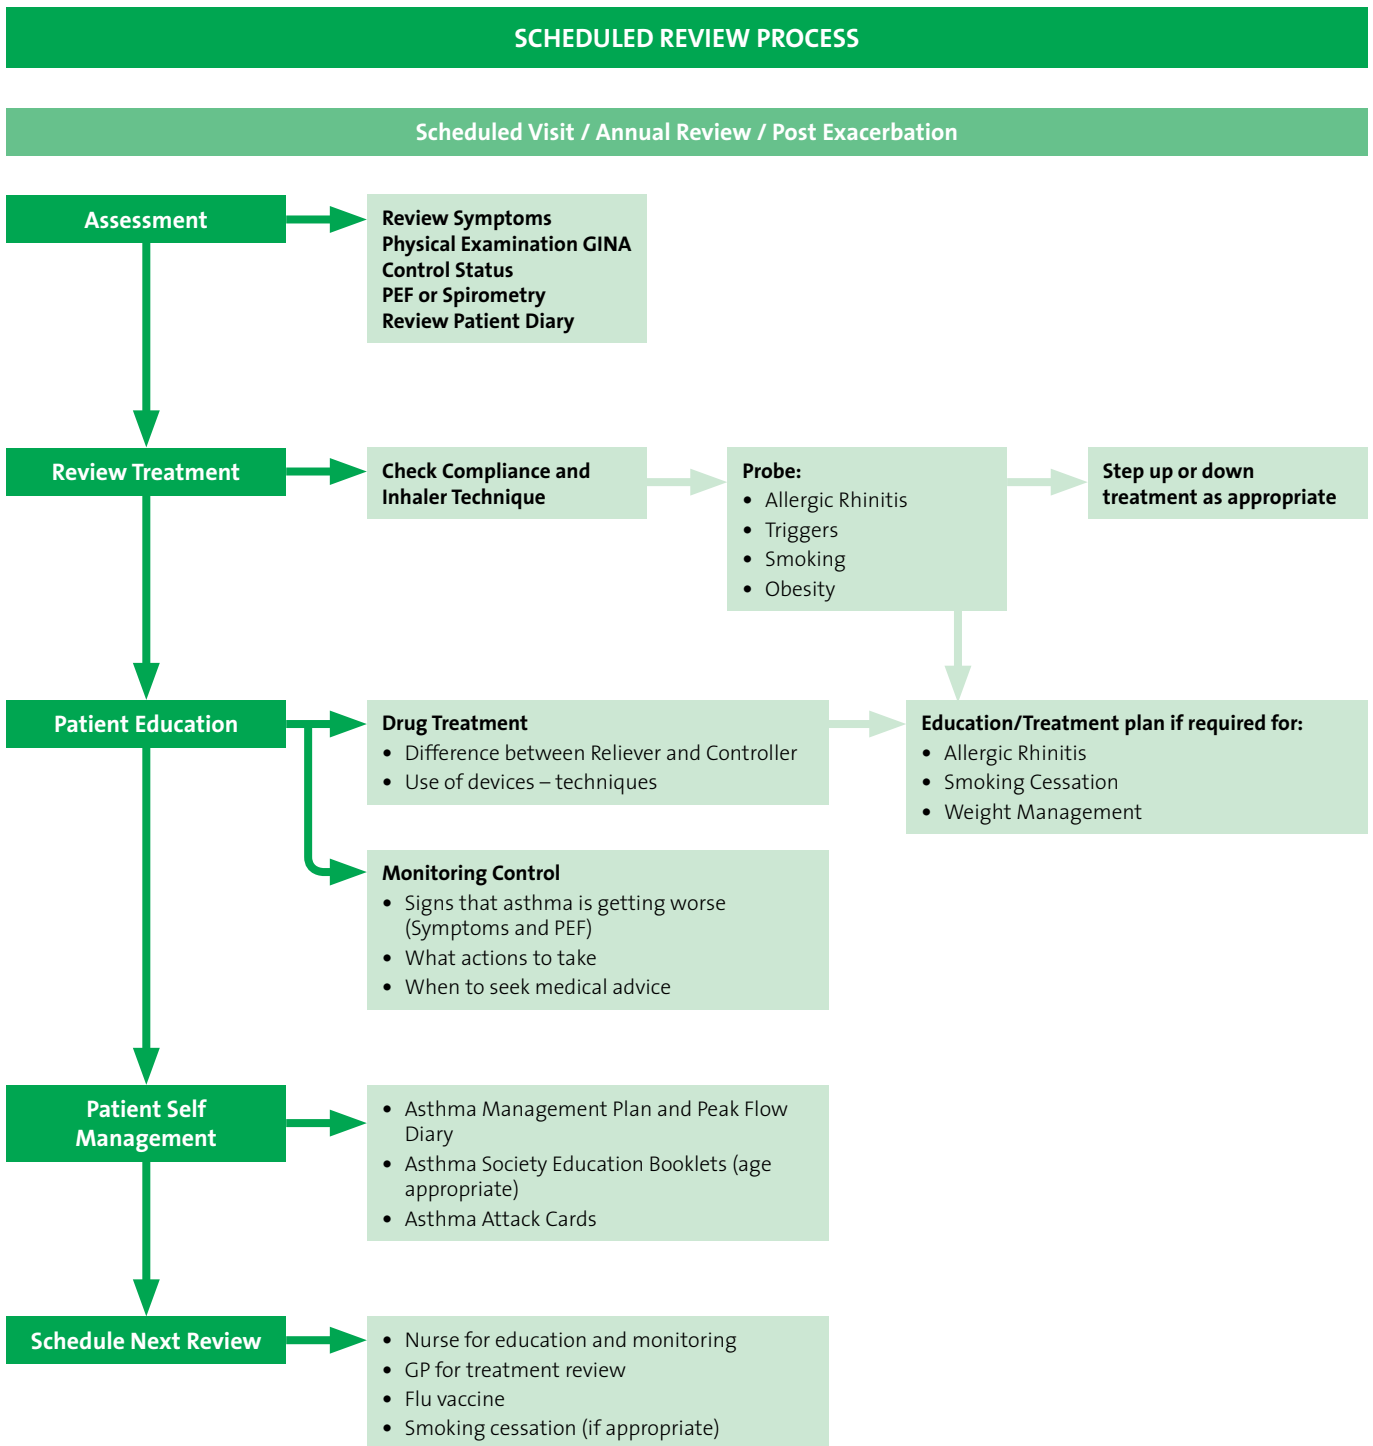 SCHEDULED REVIEW PROCESS
Scheduled Visit / Annual Review / Post Exacerbation
Assessment
Review Symptoms
Physical Examination GINA
Control Status
PEF or Spirometry
Review Patient Diary
Review Treatment
Check Compliance and
Inhaler Technique
Probe:
• Allergic Rhinitis
• Triggers
• Smoking
• Obesity
Step up or down
treatment as appropriate
Patient Education
Drug Treatment
• Difference between Reliever and Controller
• Use of devices – techniques
Education/Treatment plan if required for:
• Allergic Rhinitis
• Smoking Cessation
• Weight Management
Monitoring Control
• Signs that asthma is getting worse
(Symptoms and PEF)
• What actions to take
• When to seek medical advice
Patient Self
Management
• Asthma Management Plan and Peak Flow
Diary
• Asthma Society Education Booklets (age
appropriate)
• Asthma Attack Cards
Schedule Next Review
• Nurse for education and monitoring
• GP for treatment review
• Flu vaccine
• Smoking cessation (if appropriate)